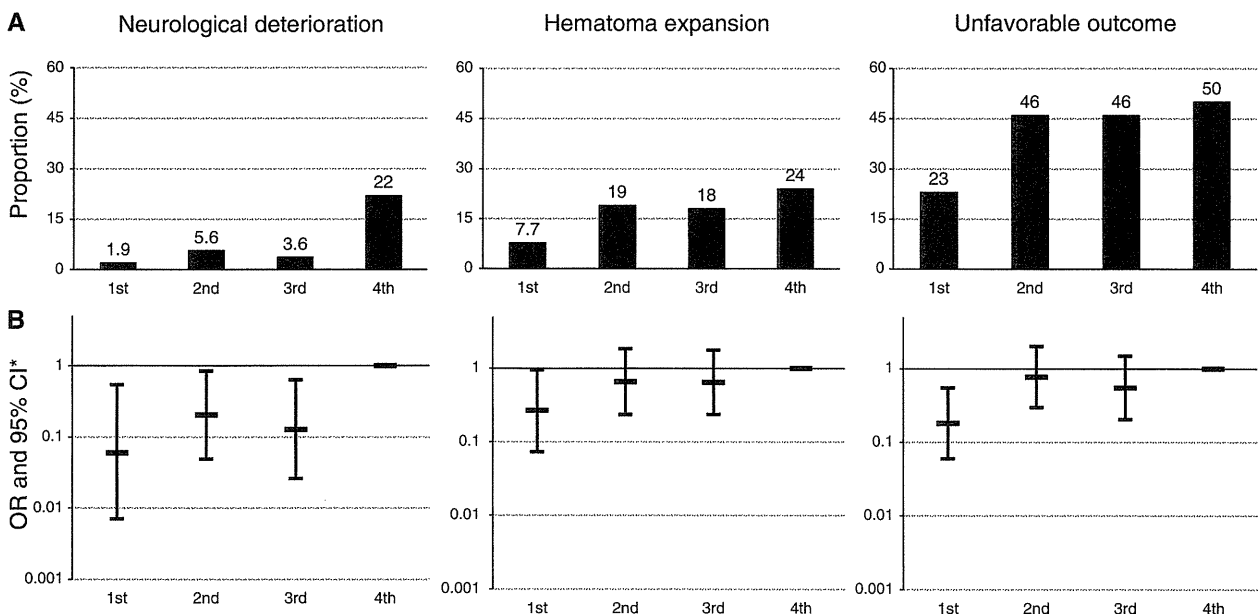 A
Neurological deterioration
Hematoma expansion
Unfavorable outcome
Proportion (%)
60
45
30
15
0
1.9
5.6
3.6
22
1st
2nd
3rd
4th
60
45
30
15
0
7.7
19
18
24
1st
2nd
3rd
4th
60
45
30
15
0
23
46
46
50
1st
2nd
3rd
4th
B
OR and 95% CI*
1
0.1
0.01
0.001
1st
2nd
3rd
4th
1
0.1
0.01
0.001
1st
2nd
3rd
4th
1
0.1
0.01
0.001
1st
2nd
3rd
4th